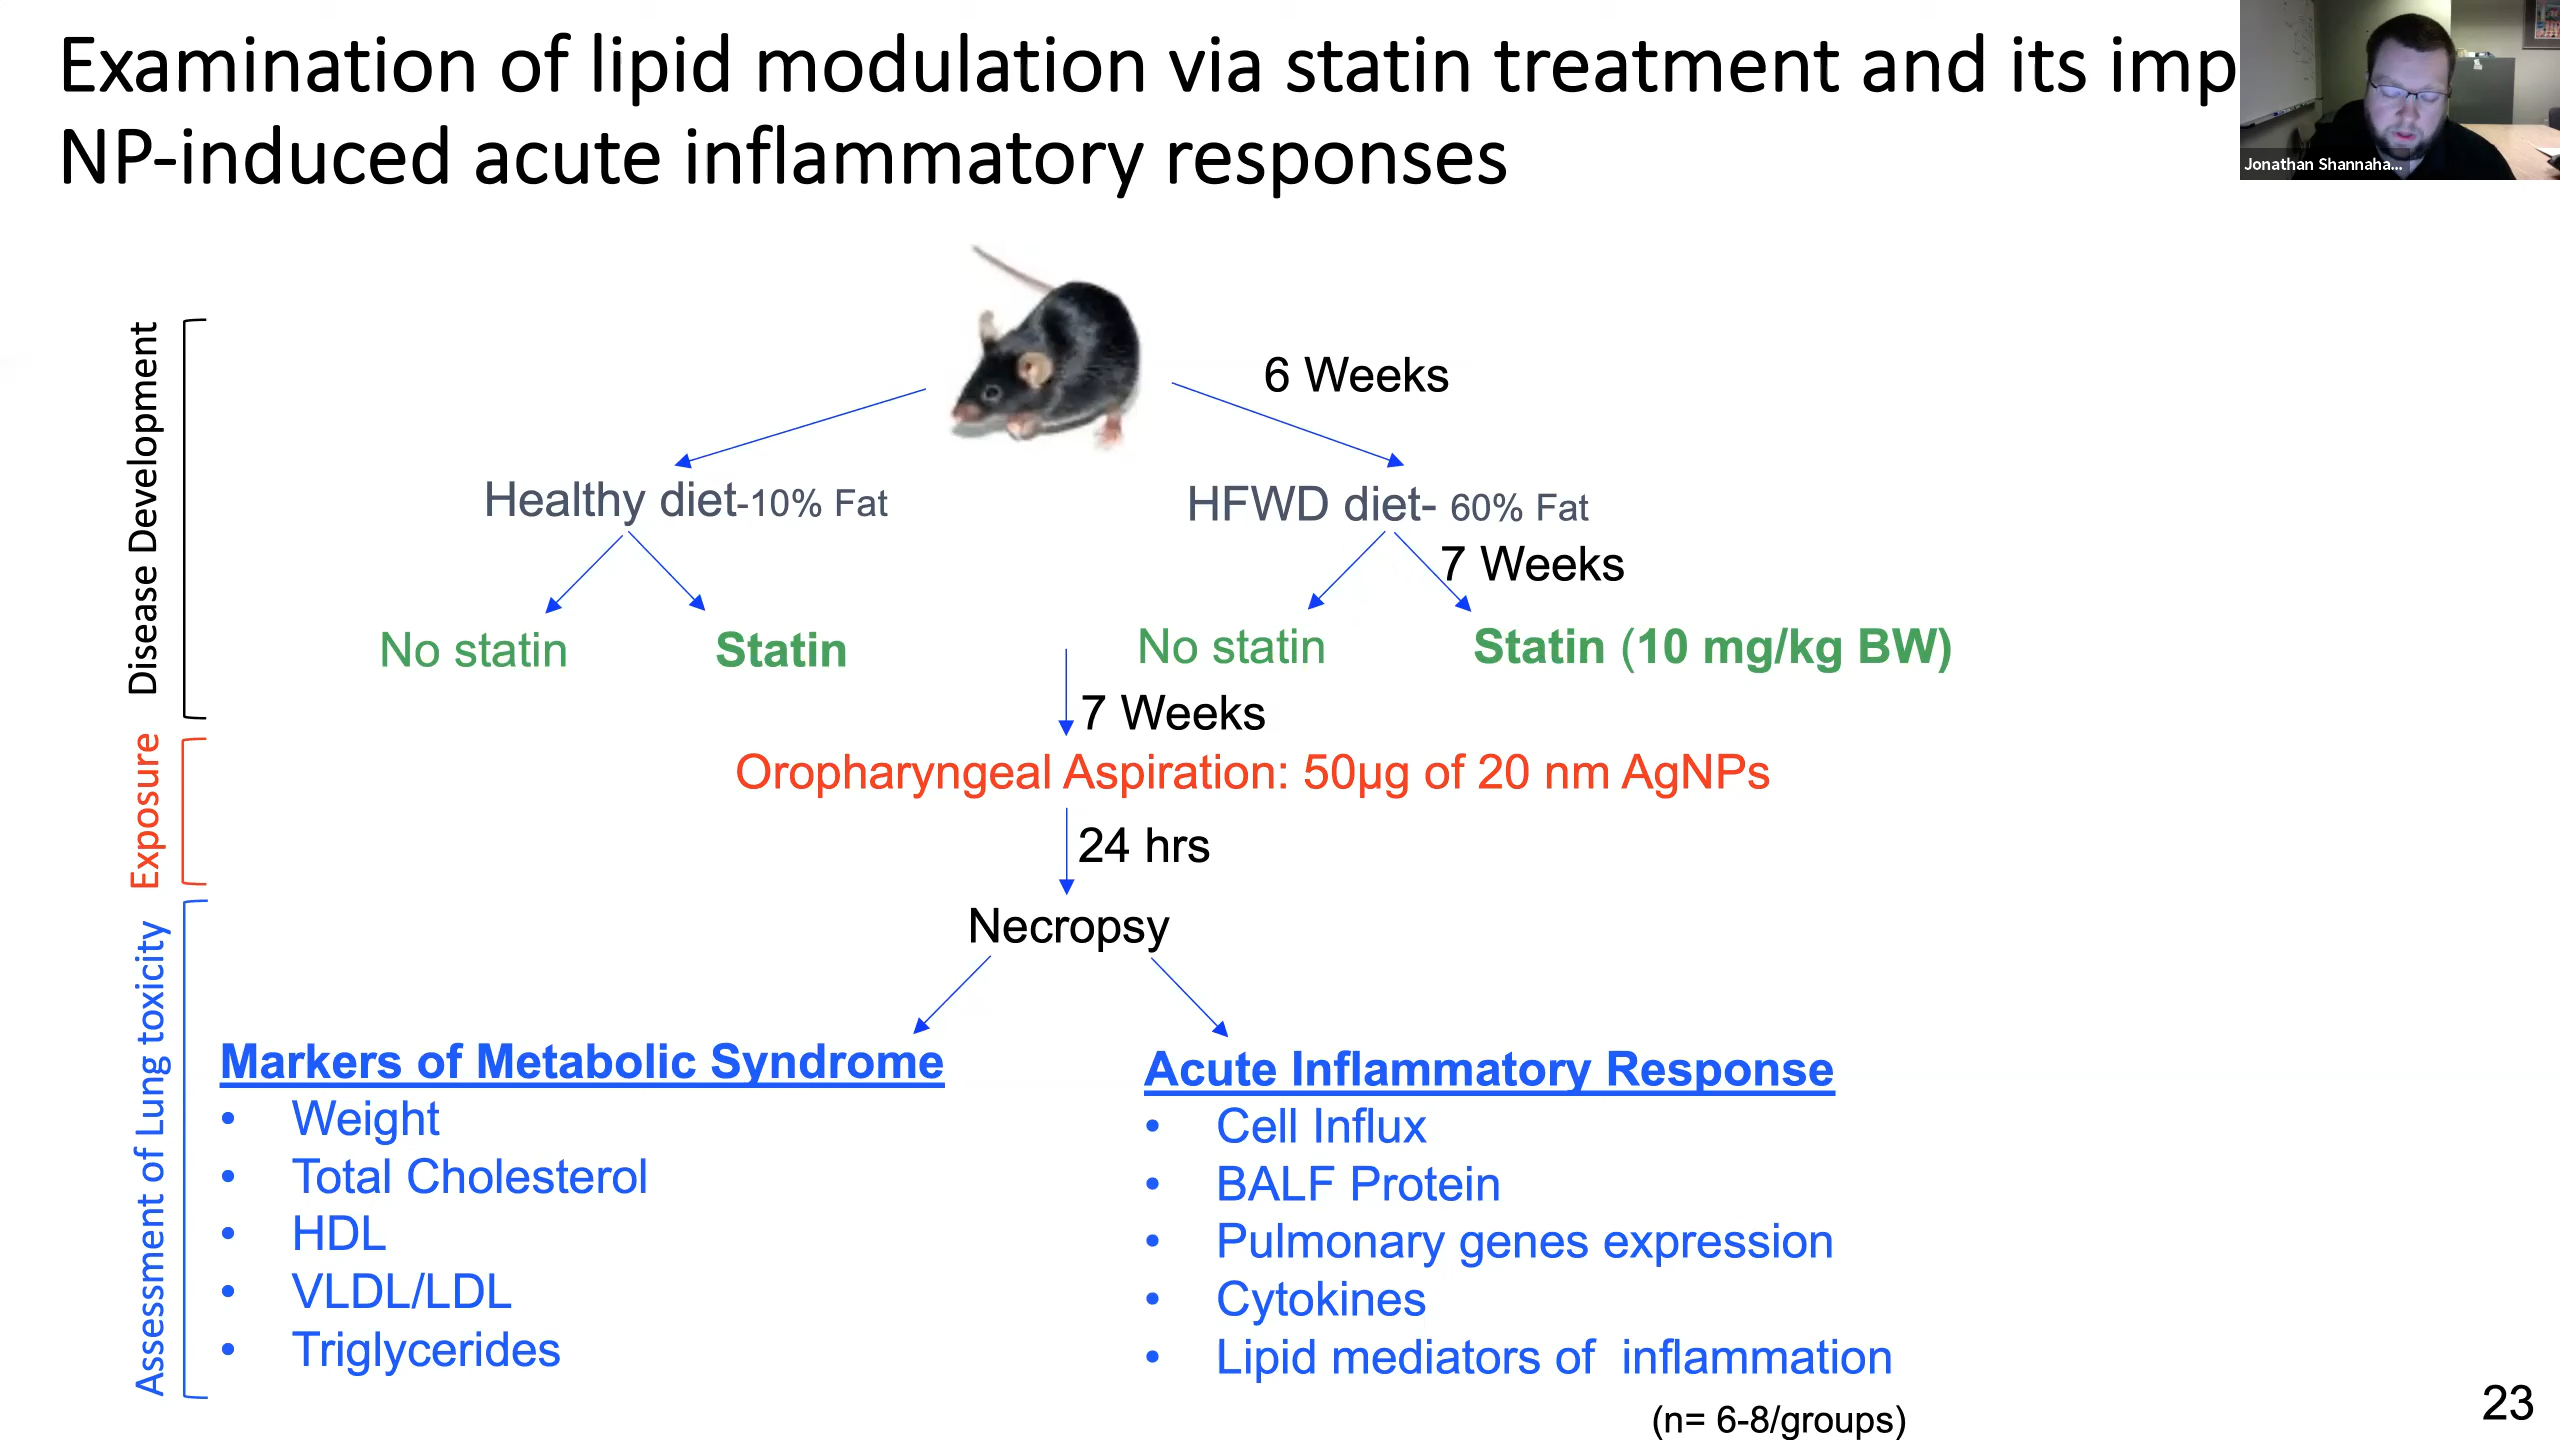 Examination of lipid modulation via statin treatment and its imp
NP-induced acute inflammatory responses
Jonathan Shannaha...
Disease Development
6 Weeks
Healthy diet-10% Fat
HFWD diet- 60% Fat
7 Weeks
No statin
Statin
No statin
Statin (10 mg/kg BW)
7 Weeks
Exposure
Oropharyngeal Aspiration: 50µg of 20 nm AgNPs
24 hrs
Necropsy
Assessment of Lung toxicity
Markers of Metabolic Syndrome
• Weight
• Total Cholesterol
• HDL
• VLDL/LDL
• Triglycerides
Acute Inflammatory Response
• Cell Influx
• BALF Protein
• Pulmonary genes expression
• Cytokines
• Lipid mediators of inflammation
(n= 6-8/groups)
23